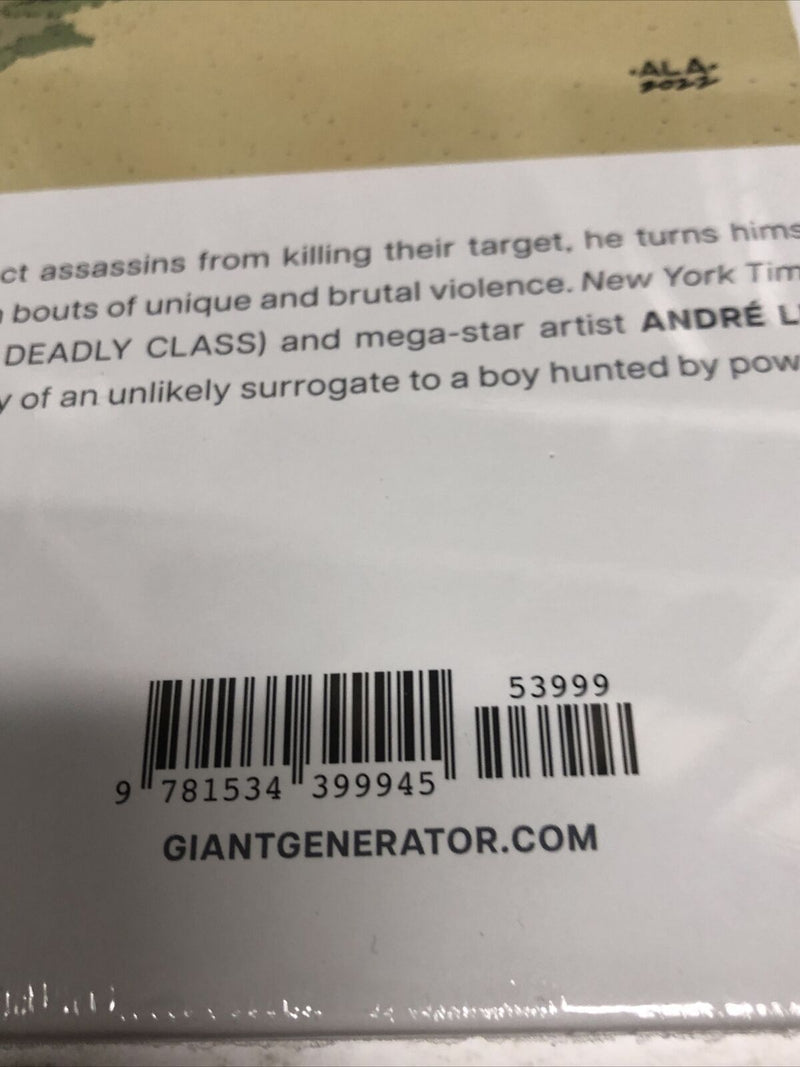 ·ALA·
2022
ct assassins from killing their target, he turns hims
bouts of unique and brutal violence. New York Tim
DEADLY CLASS) and mega-star artist ANDRÉ L
y of an unlikely surrogate to a boy hunted by pow
53999
9 781534 399945
GIANTGENERATOR.COM